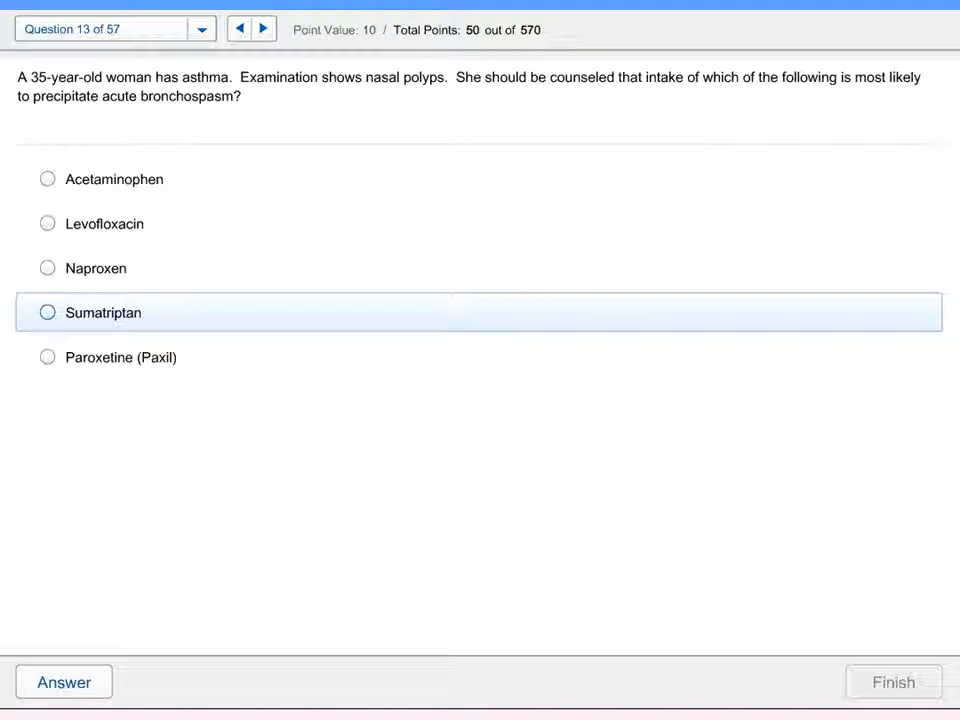 Question 13 of 57
Point Value: 10 / Total Points: 50 out of 570
A 35-year-old woman has asthma. Examination shows nasal polyps. She should be counseled that intake of which of the following is most likely
to precipitate acute bronchospasm?
Acetaminophen
Levofloxacin
Naproxen
Sumatriptan
Paroxetine (Paxil)
Answer
Finish